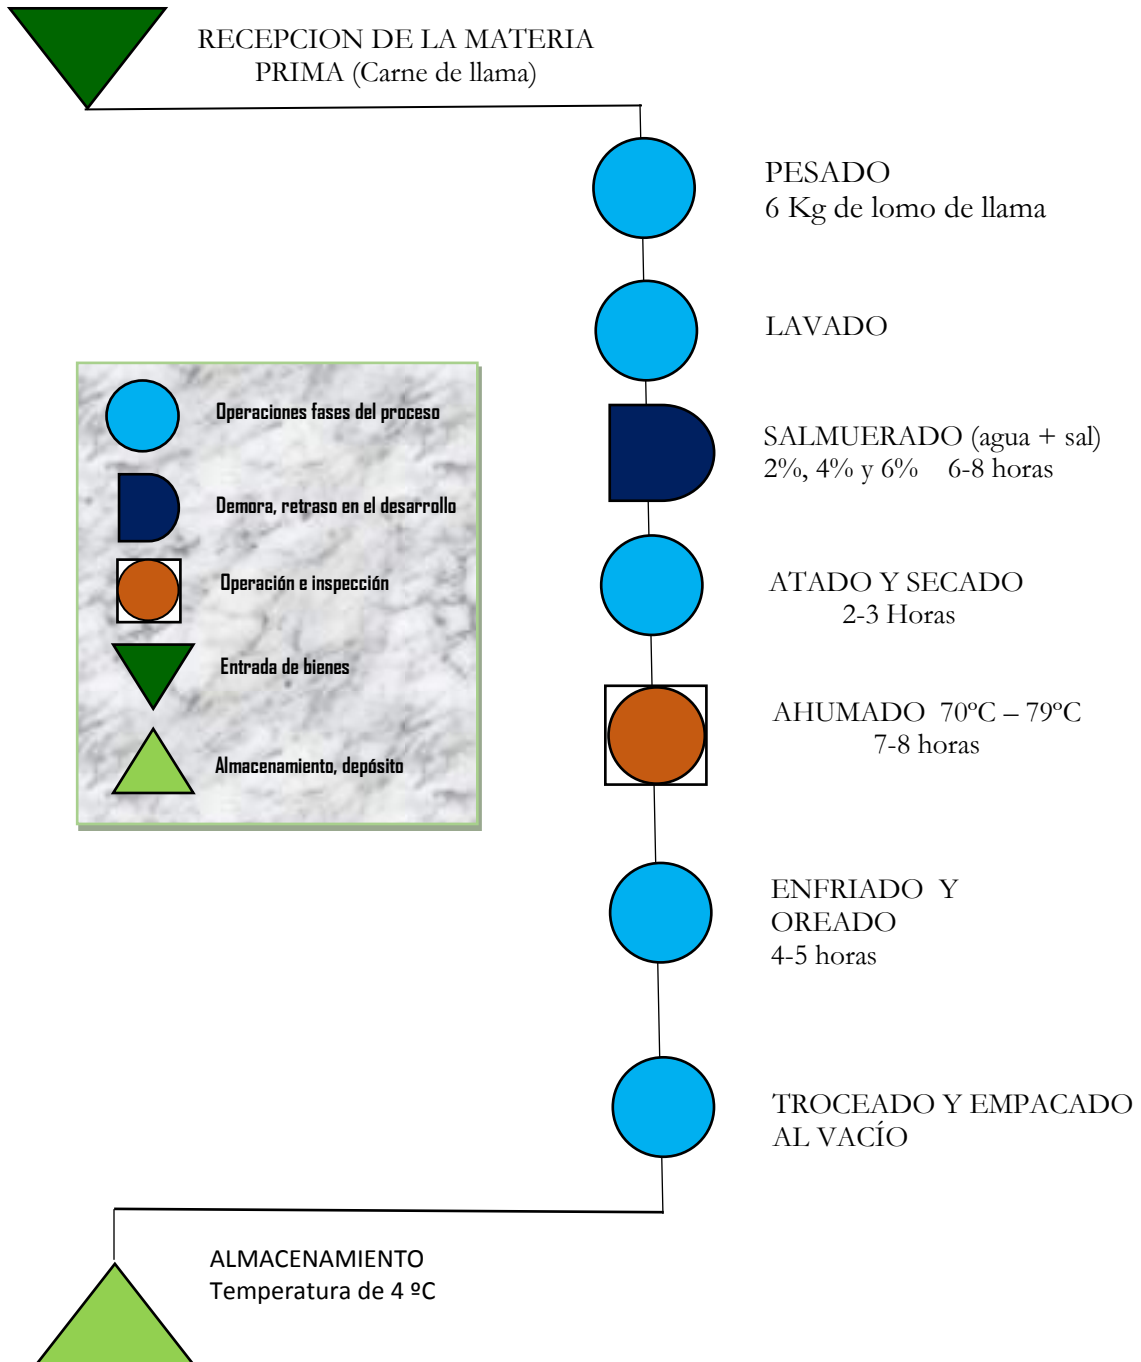 RECEPCION DE LA MATERIA
PRIMA (Carne de llama)
PESADO
6 Kg de lomo de llama
LAVADO
SALMUERADO (agua + sal)
2%, 4% y 6% 6-8 horas
ATADO Y SECADO
2-3 Horas
AHUMADO 70ºC – 79ºC
7-8 horas
ENFRIADO Y
OREADO
4-5 horas
TROCEADO Y EMPACADO
AL VACÍO
ALMACENAMIENTO
Temperatura de 4 ºC
Operaciones fases del proceso
Demora, retraso en el desarrollo
Operación e inspección
Entrada de bienes
Almacenamiento, depósito